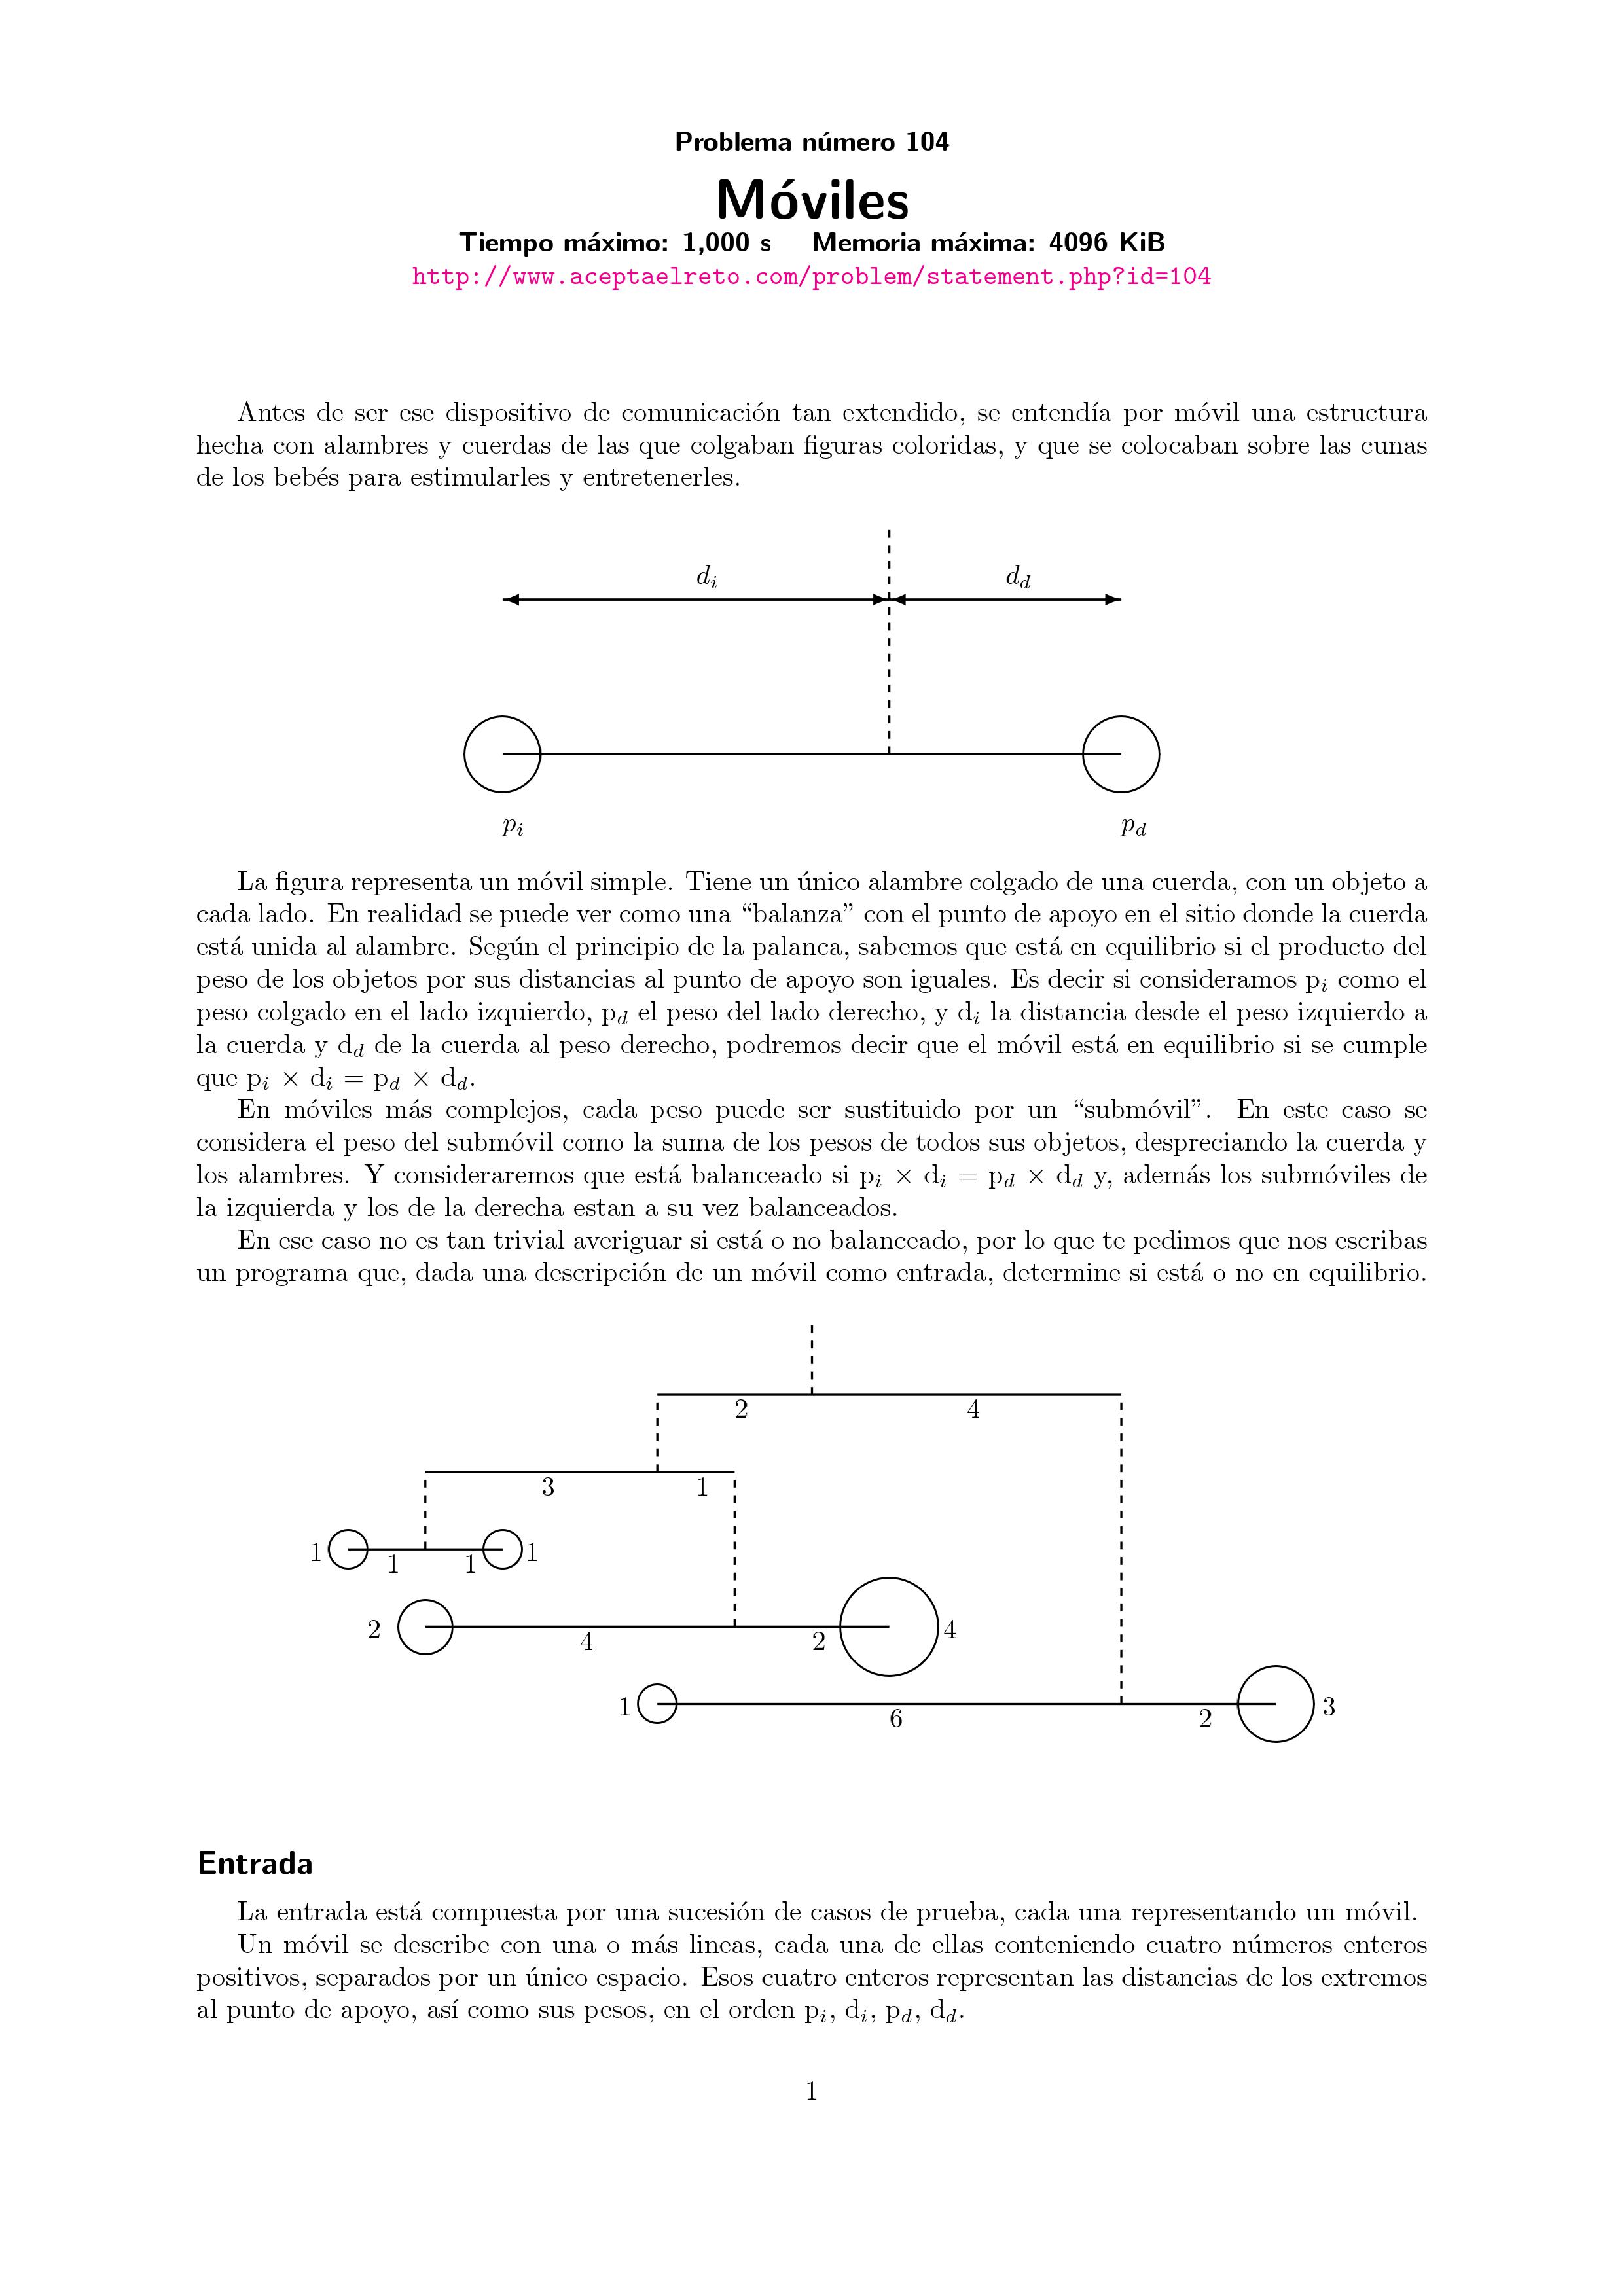 Problema número 104
Móviles
Tiempo máximo: 1,000 s Memoria máxima: 4096 KiB
http://www.aceptaelreto.com/problem/statement.php?id=104
Antes de ser ese dispositivo de comunicación tan extendido, se entendía por móvil una estructura
hecha con alambres y cuerdas de las que colgaban figuras coloridas, y que se colocaban sobre las cunas
de los bebés para estimularles y entretenerles.
d_i d_d
p_i p_d
La figura representa un móvil simple. Tiene un único alambre colgado de una cuerda, con un objeto a
cada lado. En realidad se puede ver como una “balanza” con el punto de apoyo en el sitio donde la cuerda
está unida al alambre. Según el principio de la palanca, sabemos que está en equilibrio si el producto del
peso de los objetos por sus distancias al punto de apoyo son iguales. Es decir si consideramos p_i como el
peso colgado en el lado izquierdo, p_d el peso del lado derecho, y d_i la distancia desde el peso izquierdo a
la cuerda y d_d de la cuerda al peso derecho, podremos decir que el móvil está en equilibrio si se cumple
que p_i × d_i = p_d × d_d.
En móviles más complejos, cada peso puede ser sustituido por un “submóvil”. En este caso se
considera el peso del submóvil como la suma de los pesos de todos sus objetos, despreciando la cuerda y
los alambres. Y consideraremos que está balanceado si p_i × d_i = p_d × d_d y, además los submóviles de
la izquierda y los de la derecha estan a su vez balanceados.
En ese caso no es tan trivial averiguar si está o no balanceado, por lo que te pedimos que nos escribas
un programa que, dada una descripción de un móvil como entrada, determine si está o no en equilibrio.
2 4
3 1
1 1 1 1
2 4 2 4
1 6 2 3
Entrada
La entrada está compuesta por una sucesión de casos de prueba, cada una representando un móvil.
Un móvil se describe con una o más lineas, cada una de ellas conteniendo cuatro números enteros
positivos, separados por un único espacio. Esos cuatro enteros representan las distancias de los extremos
al punto de apoyo, así como sus pesos, en el orden p_i, d_i, p_d, d_d.
1